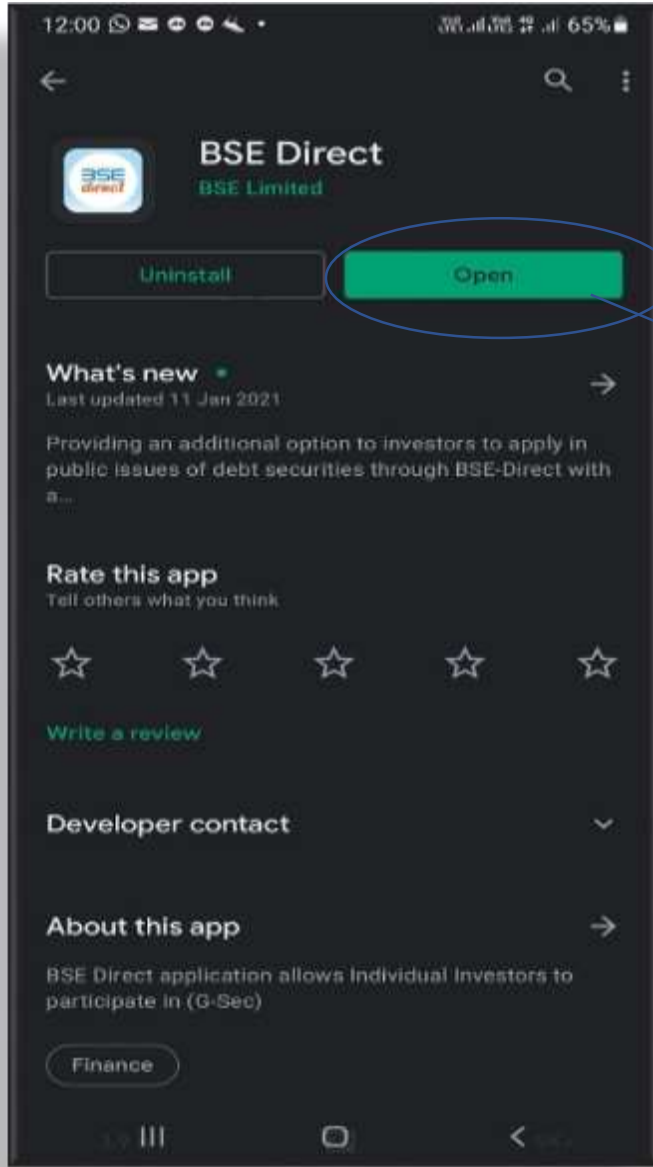 12:00 65%
BSE Direct
BSE
direct
BSE Limited
Uninstall
Open
What's new
Last updated 11 Jan 2021
Providing an additional option to investors to apply in
public issues of debt securities through BSE-Direct with
a...
Rate this app
Tell others what you think
Write a review
Developer contact
About this app
BSE Direct application allows Individual Investors to
participate in (G-Sec)
Finance